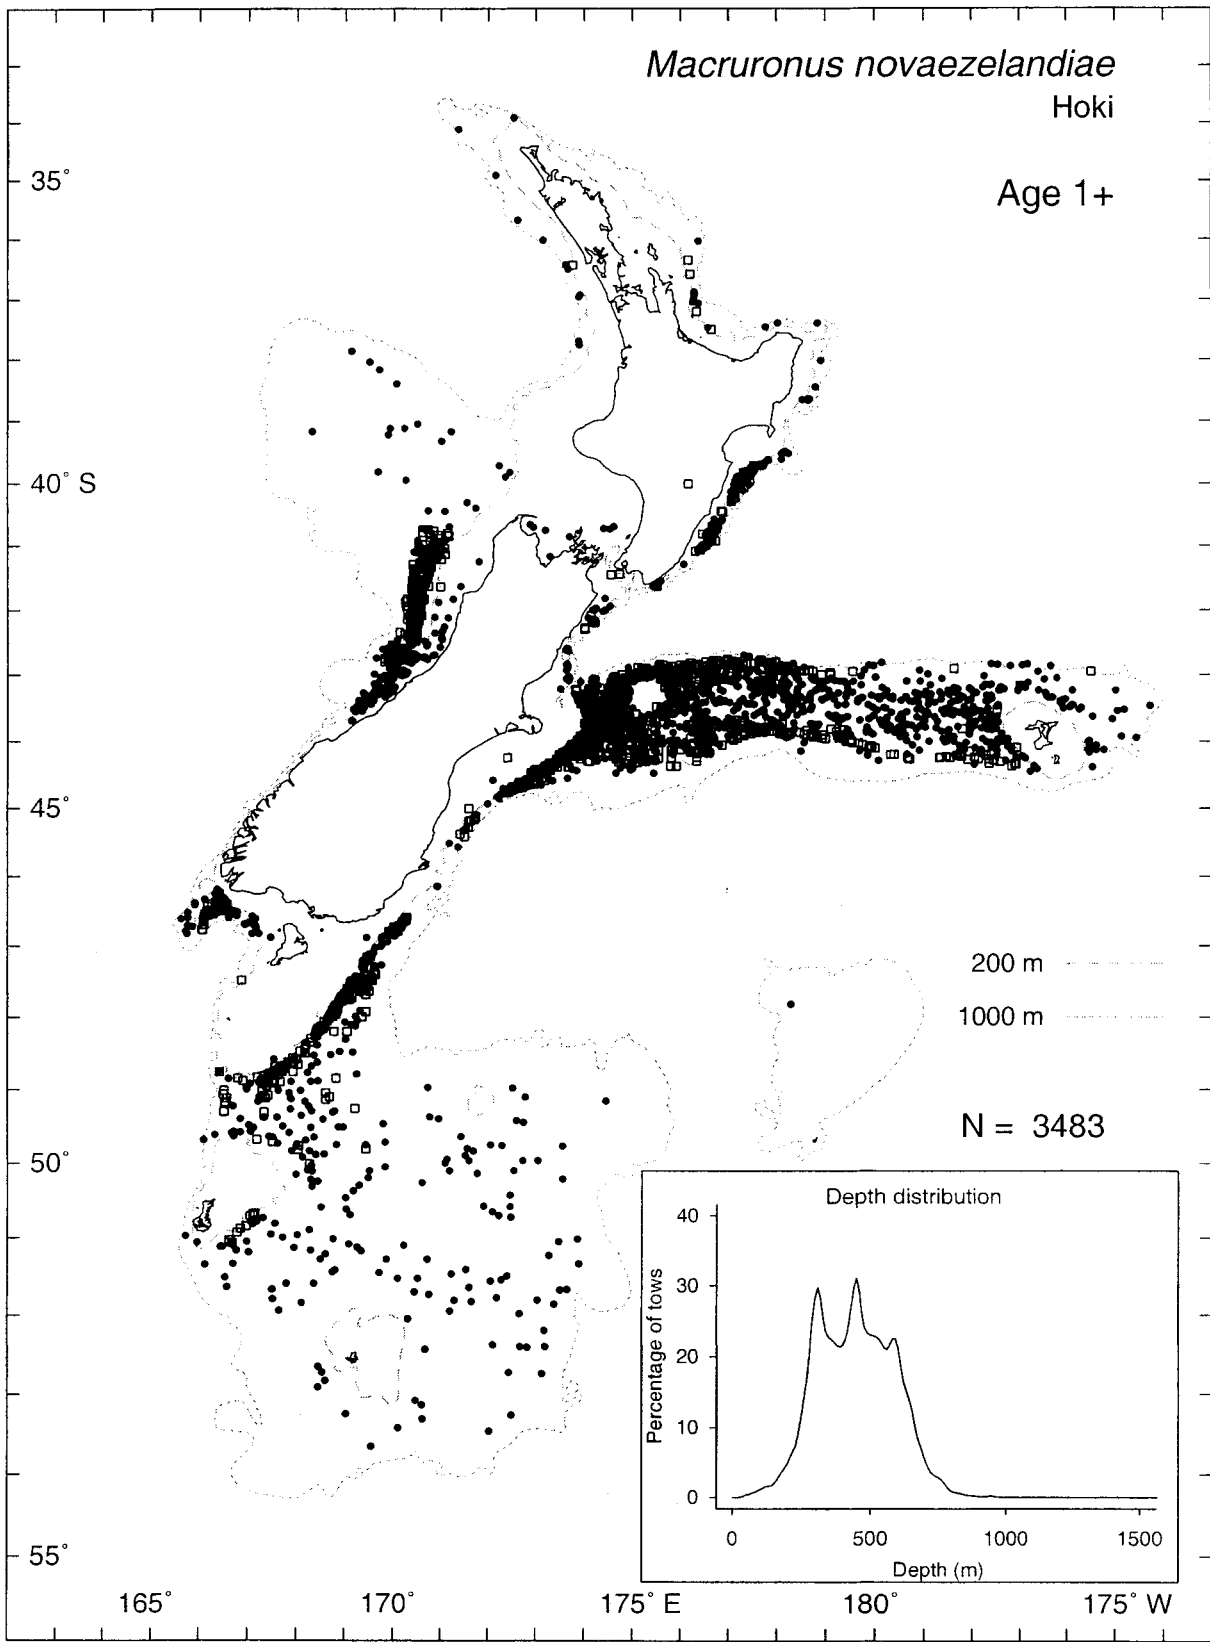 Macruronus novaezelandiae
Hoki
Age 1+
35°
40° S
45°
50°
55°
200 m
1000 m
N = 3483
Depth distribution
Percentage of tows
40
30
20
10
0
0 500 1000 1500
Depth (m)
165° 170° 175° E 180° 175° W